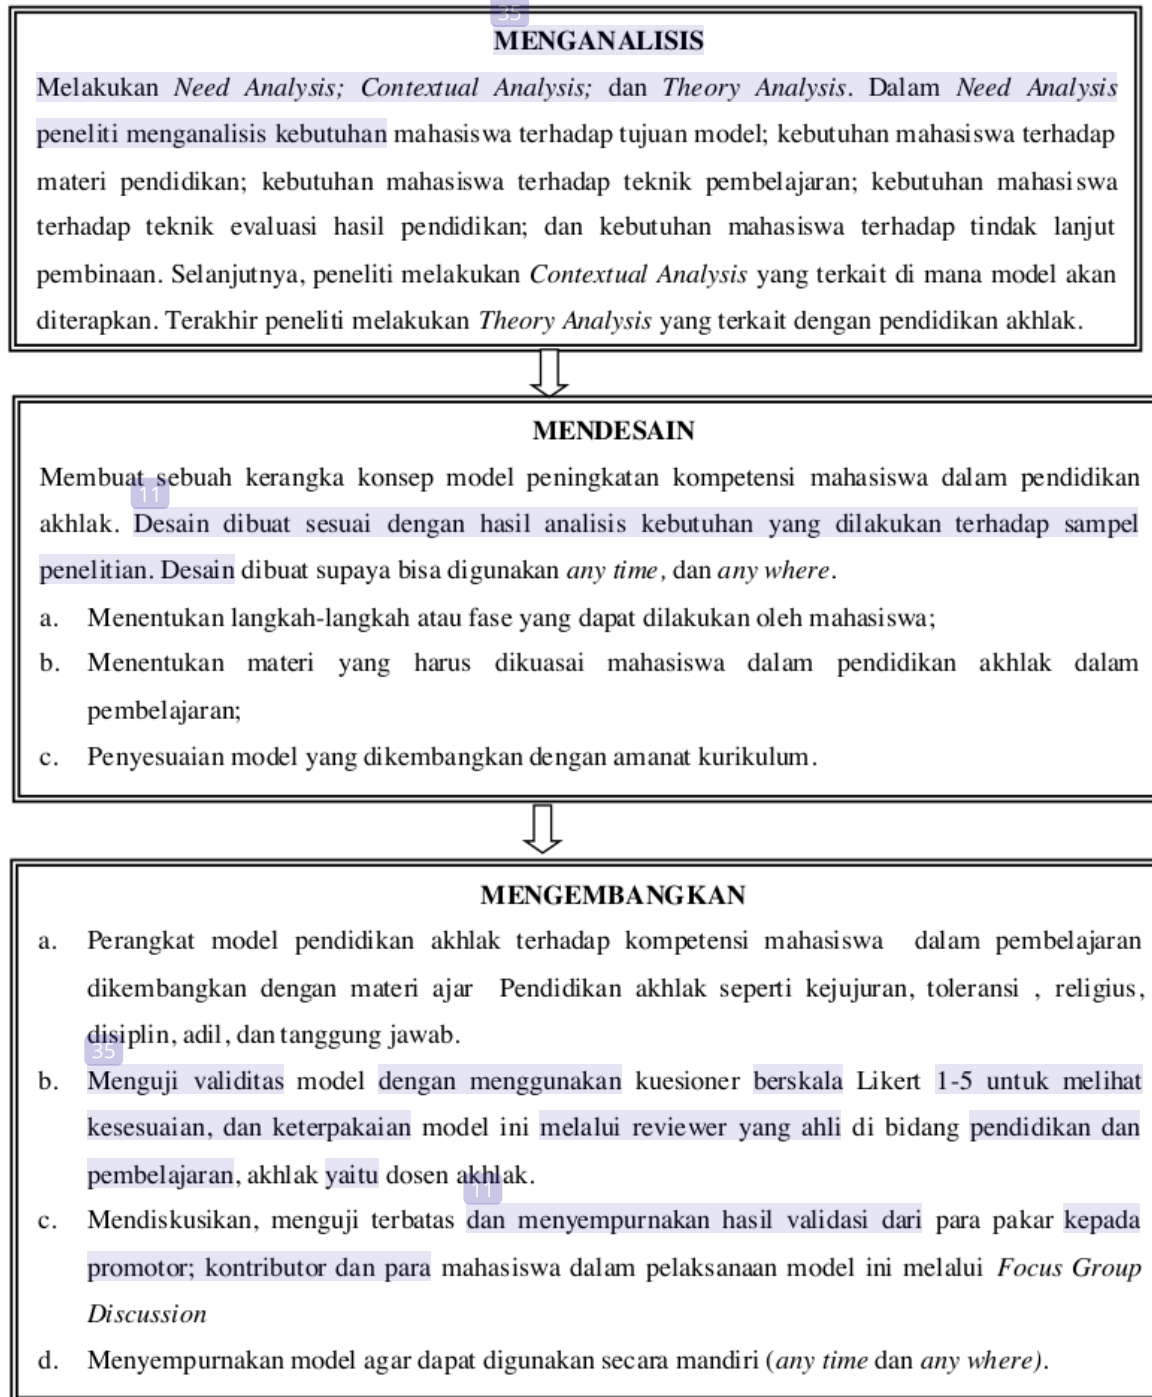 35
MENGANALISIS
Melakukan Need Analysis; Contextual Analysis; dan Theory Analysis. Dalam Need Analysis
peneliti menganalisis kebutuhan mahasiswa terhadap tujuan model; kebutuhan mahasiswa terhadap
materi pendidikan; kebutuhan mahasiswa terhadap teknik pembelajaran; kebutuhan mahasiswa
terhadap teknik evaluasi hasil pendidikan; dan kebutuhan mahasiswa terhadap tindak lanjut
pembinaan. Selanjutnya, peneliti melakukan Contextual Analysis yang terkait di mana model akan
diterapkan. Terakhir peneliti melakukan Theory Analysis yang terkait dengan pendidikan akhlak.
MENDESAIN
Membuat sebuah kerangka konsep model peningkatan kompetensi mahasiswa dalam pendidikan
11
akhlak. Desain dibuat sesuai dengan hasil analisis kebutuhan yang dilakukan terhadap sampel
penelitian. Desain dibuat supaya bisa digunakan any time, dan any where.
a. Menentukan langkah-langkah atau fase yang dapat dilakukan oleh mahasiswa;
b. Menentukan materi yang harus dikuasai mahasiswa dalam pendidikan akhlak dalam
pembelajaran;
c. Penyesuaian model yang dikembangkan dengan amanat kurikulum.
MENGEMBANGKAN
a. Perangkat model pendidikan akhlak terhadap kompetensi mahasiswa dalam pembelajaran
dikembangkan dengan materi ajar Pendidikan akhlak seperti kejujuran, toleransi , religius,
disiplin, adil, dan tanggung jawab.
35
b. Menguji validitas model dengan menggunakan kuesioner berskala Likert 1-5 untuk melihat
kesesuaian, dan keterpakaian model ini melalui reviewer yang ahli di bidang pendidikan dan
pembelajaran, akhlak yaitu dosen akhlak.
11
c. Mendiskusikan, menguji terbatas dan menyempurnakan hasil validasi dari para pakar kepada
promotor; kontributor dan para mahasiswa dalam pelaksanaan model ini melalui Focus Group
Discussion
d. Menyempurnakan model agar dapat digunakan secara mandiri (any time dan any where).